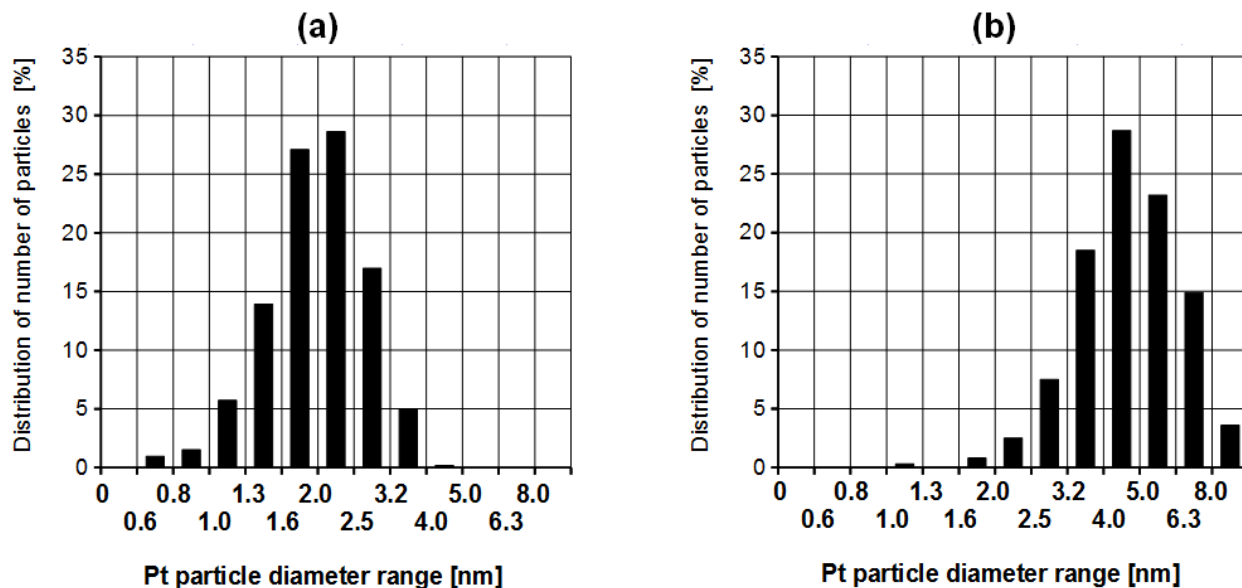 (a)
35
30
25
20
15
10
5
0
Distribution of number of particles [%]
0 0.8 1.3 2.0 3.2 5.0 8.0
0.6 1.0 1.6 2.5 4.0 6.3
Pt particle diameter range [nm]
(b)
35
30
25
20
15
10
5
0
Distribution of number of particles [%]
0 0.8 1.3 2.0 3.2 5.0 8.0
0.6 1.0 1.6 2.5 4.0 6.3
Pt particle diameter range [nm]